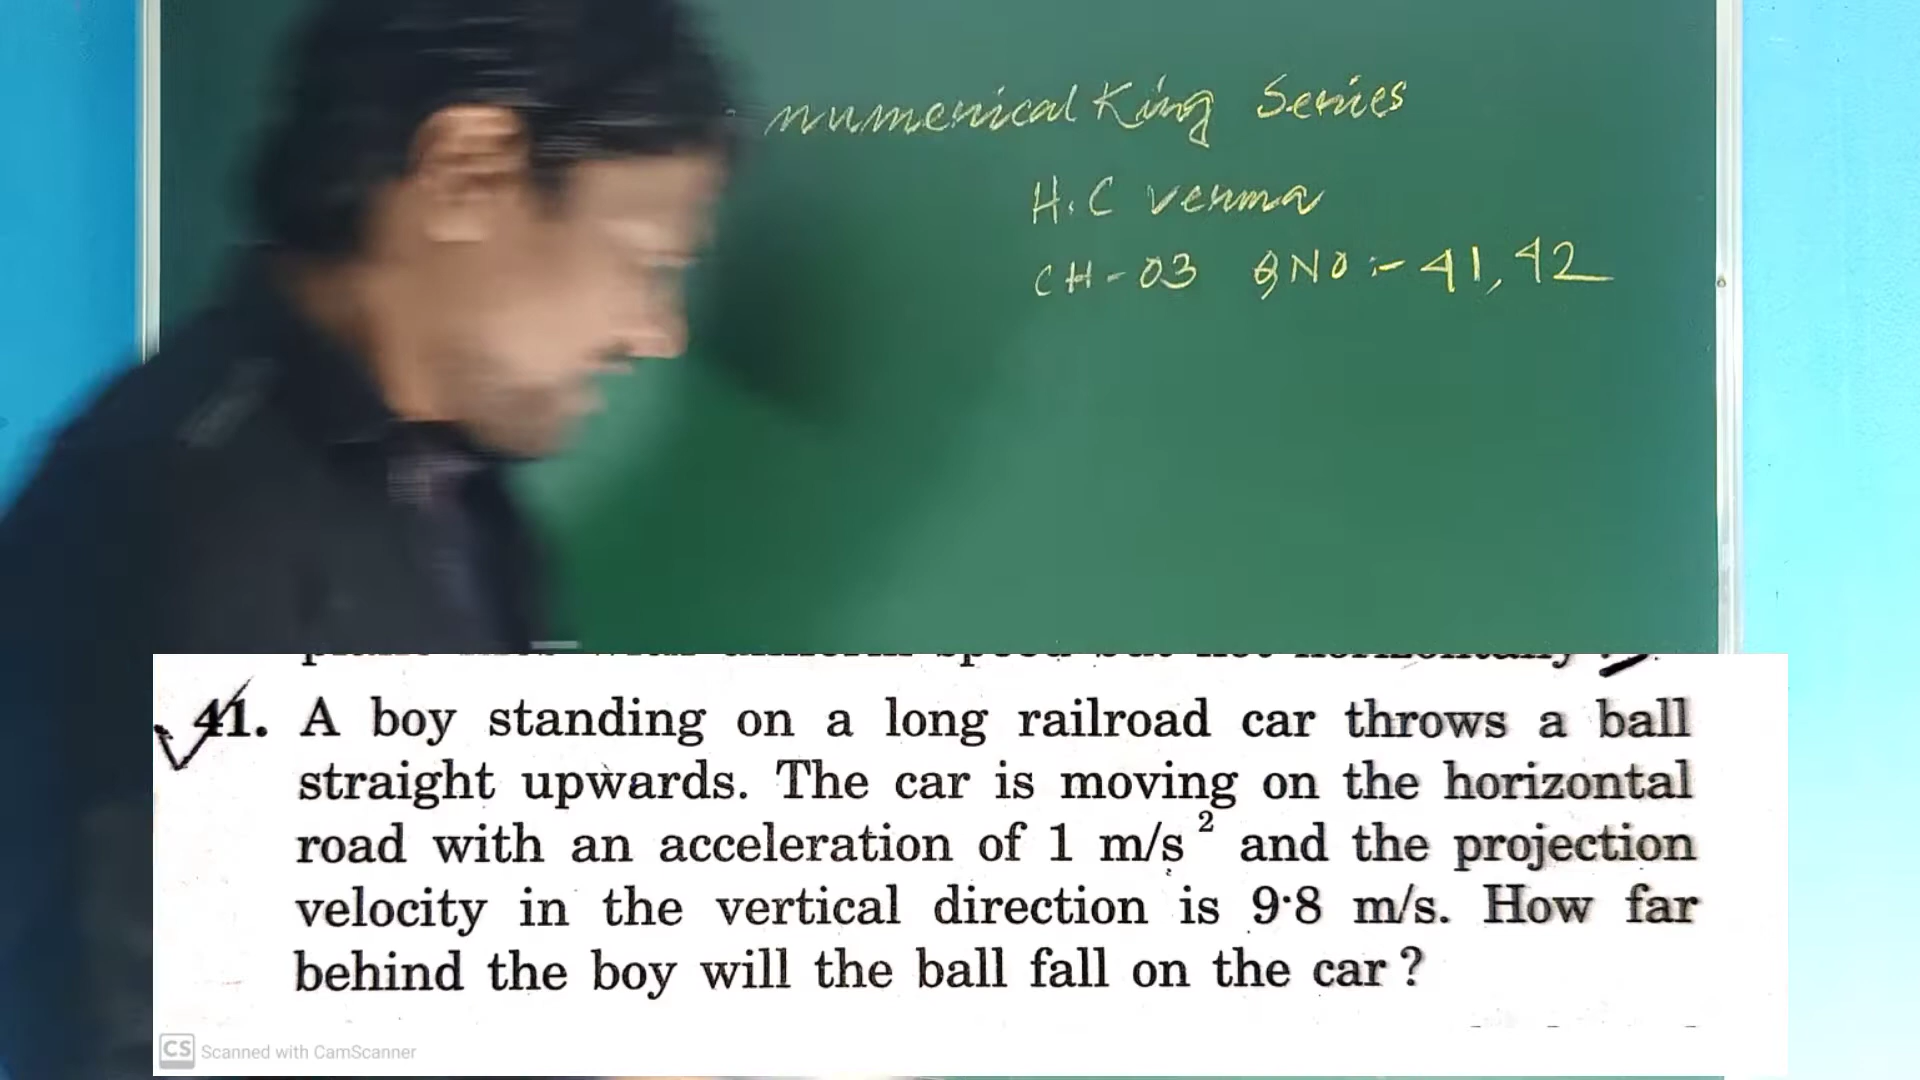 numerical King Series
H.C verma
CH-03 QNO:- 41, 42
41. A boy standing on a long railroad car throws a ball
straight upwards. The car is moving on the horizontal
road with an acceleration of 1 m/s² and the projection
velocity in the vertical direction is 9·8 m/s. How far
behind the boy will the ball fall on the car?
CS Scanned with CamScanner